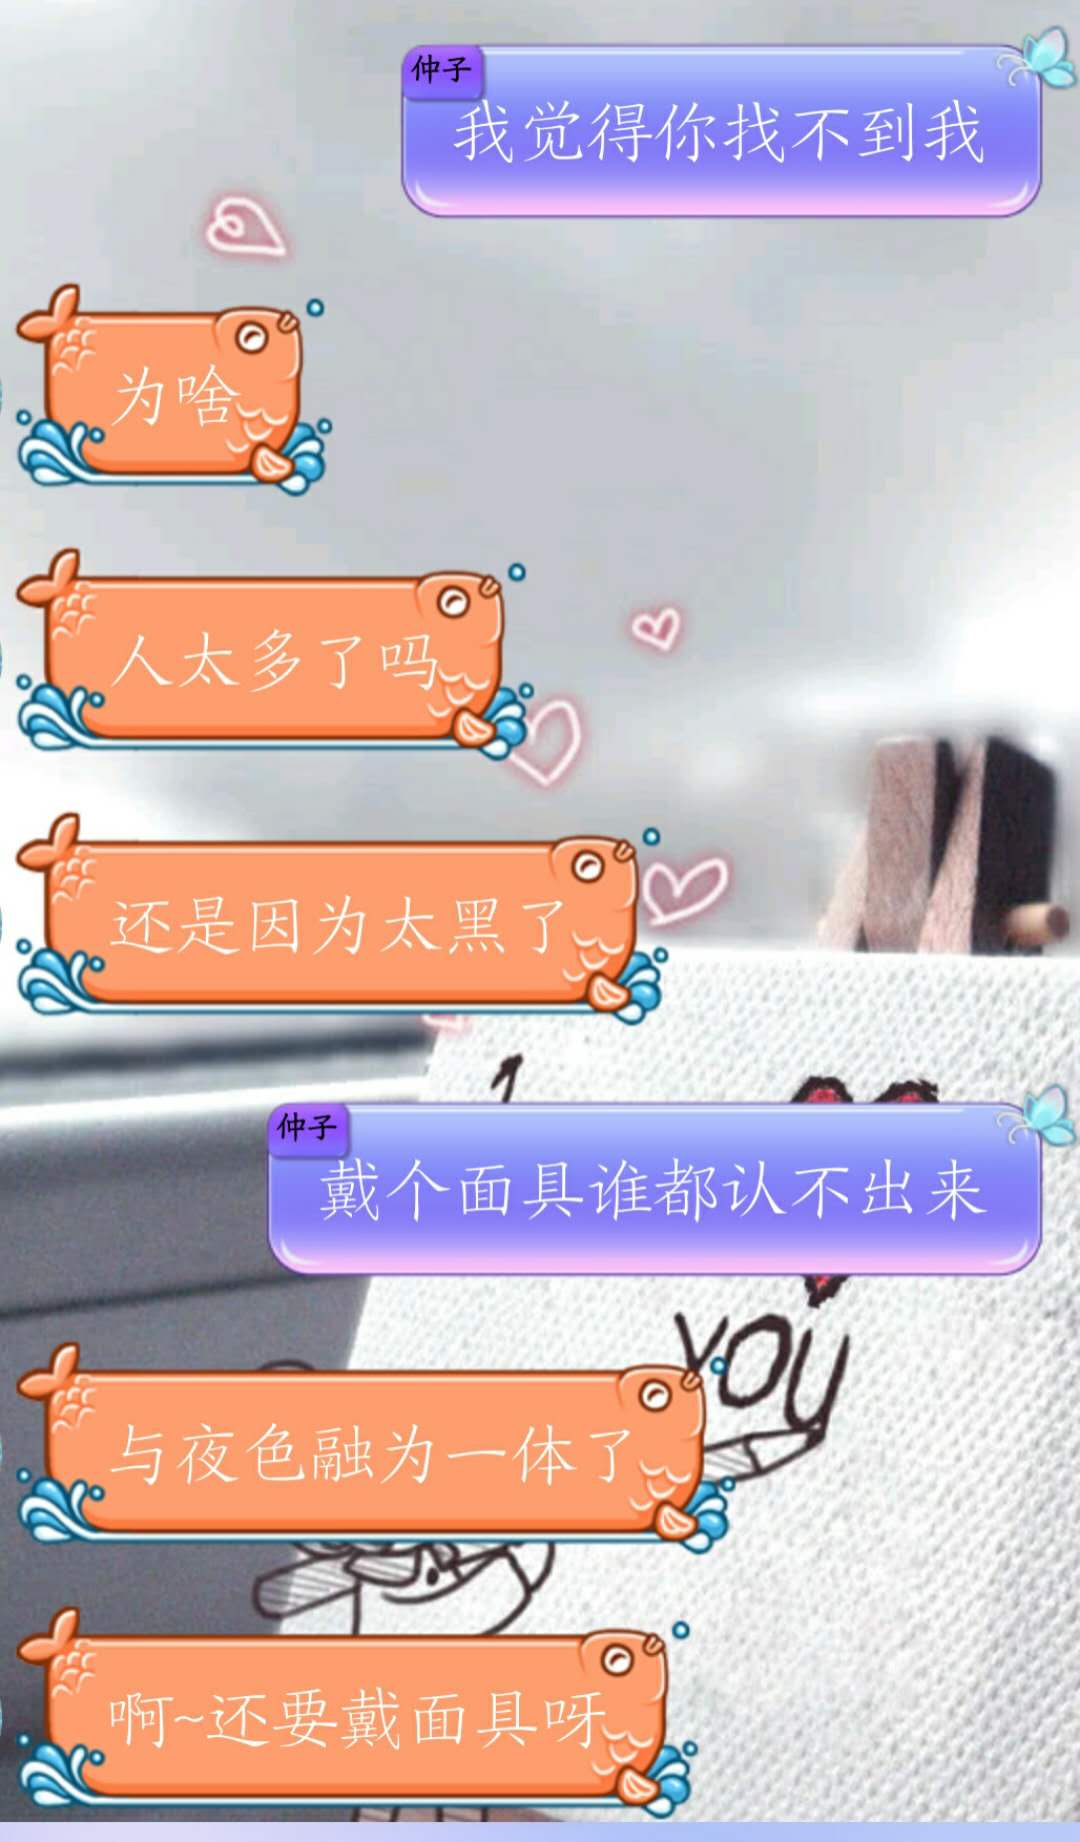 仲子
我觉得你找不到我
为啥
人太多了吗
还是因为太黑了
仲子
戴个面具谁都认不出来
YOU
与夜色融为一体了
啊~还要戴面具呀